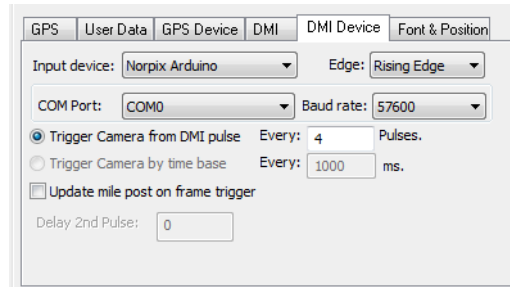 GPS User Data GPS Device DMI DMI Device Font & Position
Input device: Norpix Arduino Edge: Rising Edge
COM Port: COM0 Baud rate: 57600
Trigger Camera from DMI pulse Every: 4 Pulses.
Trigger Camera by time base Every: 1000 ms.
Update mile post on frame trigger
Delay 2nd Pulse: 0